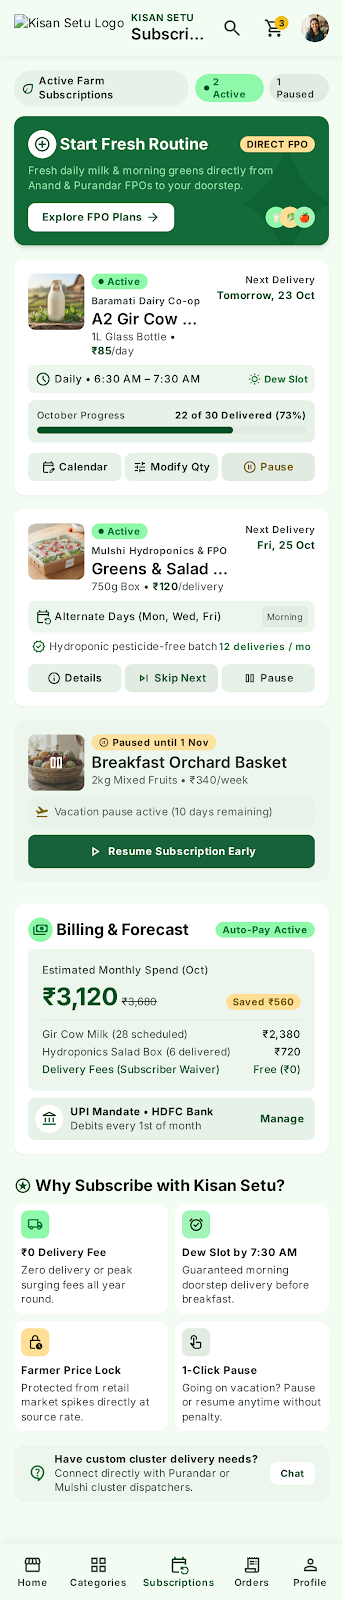 Kisan Setu Logo
KISAN SETU
Subscri...
3
Active Farm
Subscriptions
2
Active
1
Paused
Start Fresh Routine
DIRECT FPO
Fresh daily milk & morning greens directly from
Anand & Purandar FPOs to your doorstep.
Explore FPO Plans →
Active
Next Delivery
Tomorrow, 23 Oct
Baramati Dairy Co-op
A2 Gir Cow ...
1L Glass Bottle •
₹85/day
Daily • 6:30 AM – 7:30 AM
Dew Slot
October Progress
22 of 30 Delivered (73%)
Calendar
Modify Qty
Pause
Active
Next Delivery
Fri, 25 Oct
Mulshi Hydroponics & FPO
Greens & Salad ...
750g Box • ₹120/delivery
Alternate Days (Mon, Wed, Fri)
Morning
Hydroponic pesticide-free batch
12 deliveries / mo
Details
Skip Next
Pause
Paused until 1 Nov
Breakfast Orchard Basket
2kg Mixed Fruits • ₹340/week
Vacation pause active (10 days remaining)
Resume Subscription Early
Billing & Forecast
Auto-Pay Active
Estimated Monthly Spend (Oct)
₹3,120 ₹3,680
Saved ₹560
Gir Cow Milk (28 scheduled)
₹2,380
Hydroponics Salad Box (6 delivered)
₹720
Delivery Fees (Subscriber Waiver)
Free (₹0)
UPI Mandate • HDFC Bank
Debits every 1st of month
Manage
Why Subscribe with Kisan Setu?
₹0 Delivery Fee
Zero delivery or peak
surging fees all year
round.
Dew Slot by 7:30 AM
Guaranteed morning
doorstep delivery before
breakfast.
Farmer Price Lock
Protected from retail
market spikes directly at
source rate.
1-Click Pause
Going on vacation? Pause
or resume anytime without
penalty.
Have custom cluster delivery needs?
Connect directly with Purandar or
Mulshi cluster dispatchers.
Chat
Home
Categories
Subscriptions
Orders
Profile